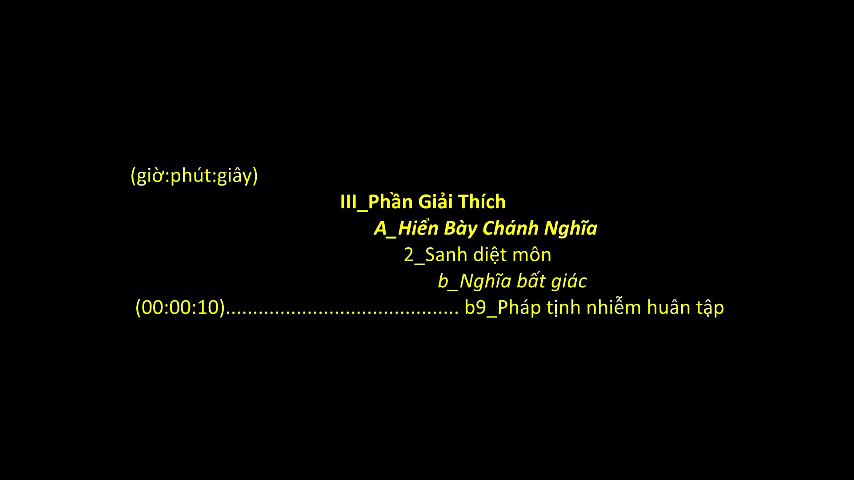 (giờ:phút:giây)
III_Phần Giải Thích
A_Hiển Bày Chánh Nghĩa
2_Sanh diệt môn
b_Nghĩa bất giác
(00:00:10)........................................... b9_Pháp tịnh nhiễm huân tập